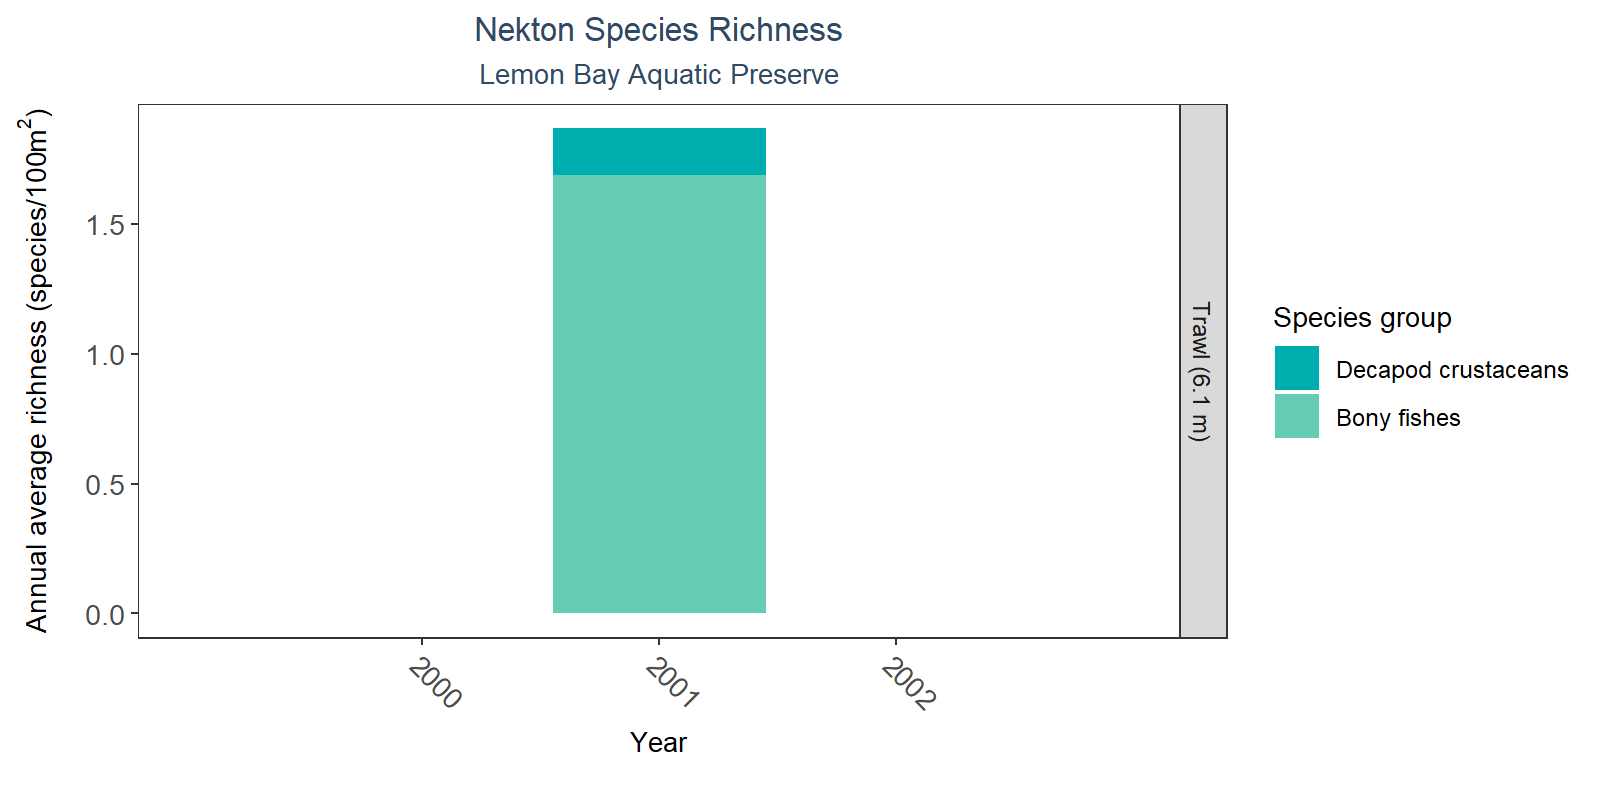 Nekton Species Richness
Lemon Bay Aquatic Preserve
Annual average richness (species/100m²)
1.5
1.0
0.5
0.0
2000
2001
2002
Year
Trawl (6.1 m)
Species group
Decapod crustaceans
Bony fishes